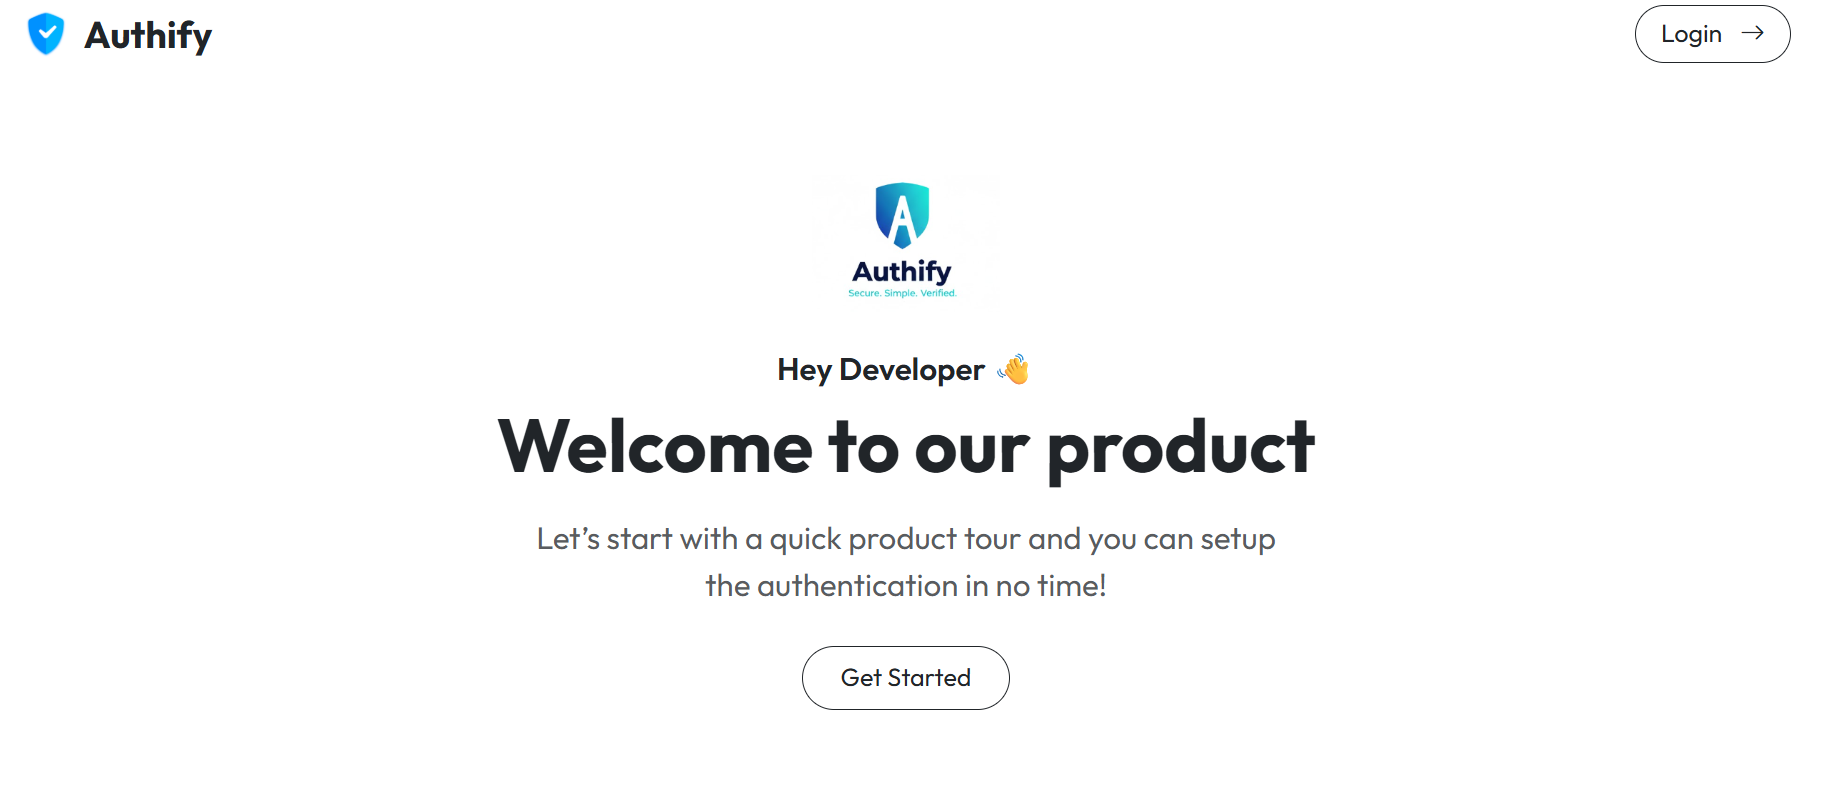 Authify
Login →
Authify
Secure. Simple. Verified.
Hey Developer 👋
Welcome to our product
Let’s start with a quick product tour and you can setup
the authentication in no time!
Get Started